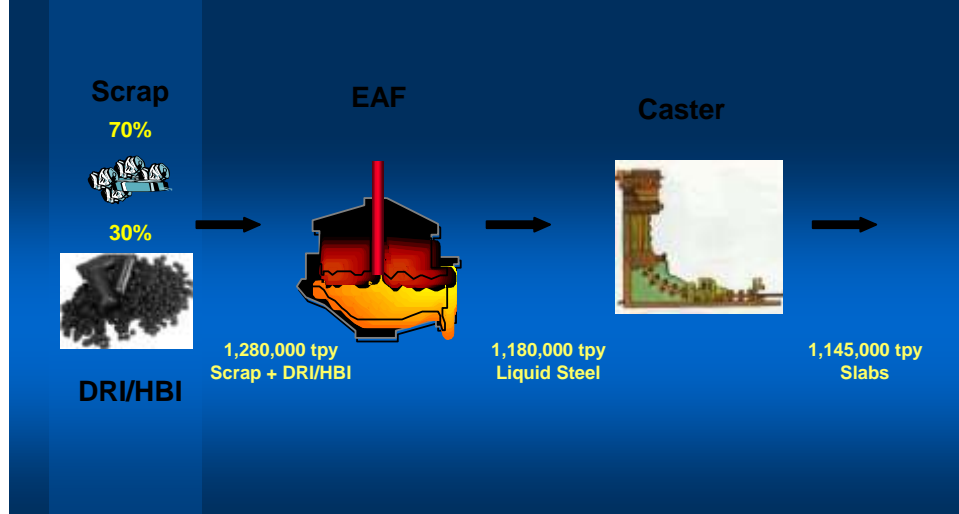 Scrap
70%
30%
DRI/HBI
EAF
Caster
1,280,000 tpy
Scrap + DRI/HBI
1,180,000 tpy
Liquid Steel
1,145,000 tpy
Slabs